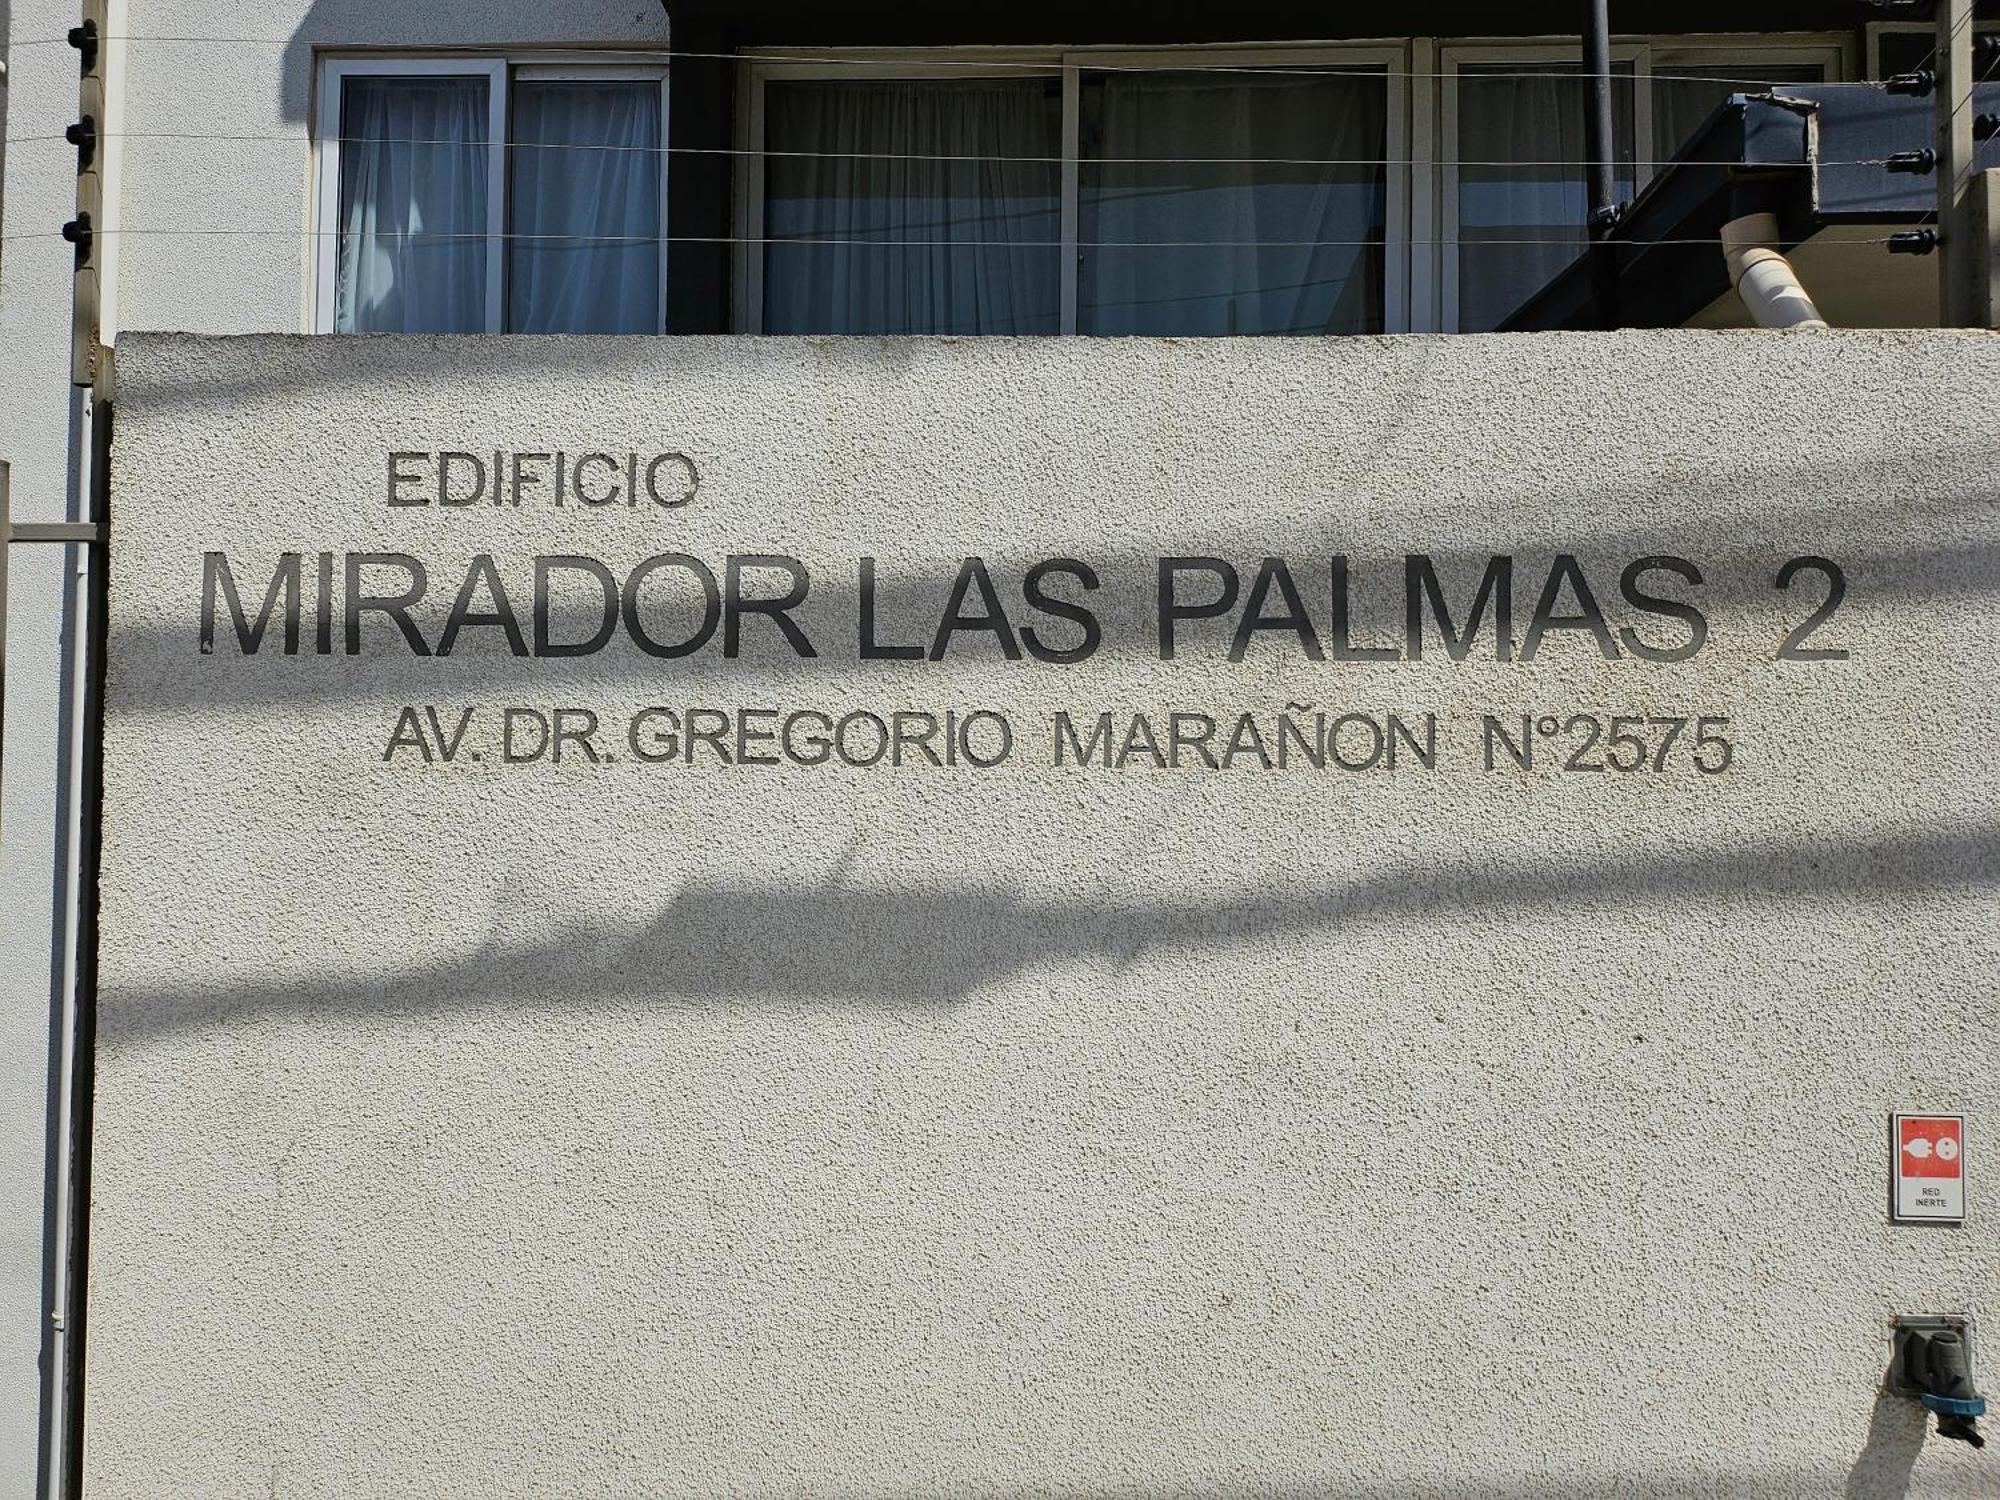 EDIFICIO
MIRADOR LAS PALMAS 2
AV. DR. GREGORIO MARAÑON N°2575
RED
INERTE